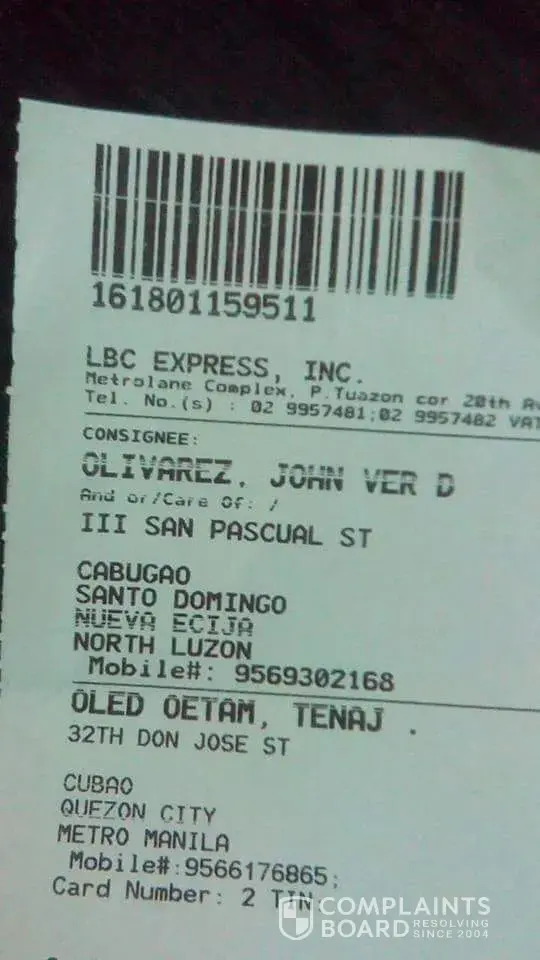 161801159511
LBC EXPRESS, INC.
Metrolane Complex, P.Tuazon cor 20th
Tel. No.(s) : 02 9957481;02 9957482 VAT
CONSIGNEE:
OLIVAREZ, JOHN VER D
And or/Care Of: /
III SAN PASCUAL ST
CABUGAO
SANTO DOMINGO
NUEVA ECIJA
NORTH LUZON
Mobile#: 9569302168
OLED OETAM, TENAJ .
32TH DON JOSE ST
CUBAO
QUEZON CITY
METRO MANILA
Mobile#:9566176865;
Card Number: 2 TIN
COMPLAINTS
BOARD RESOLVING
SINCE 2004